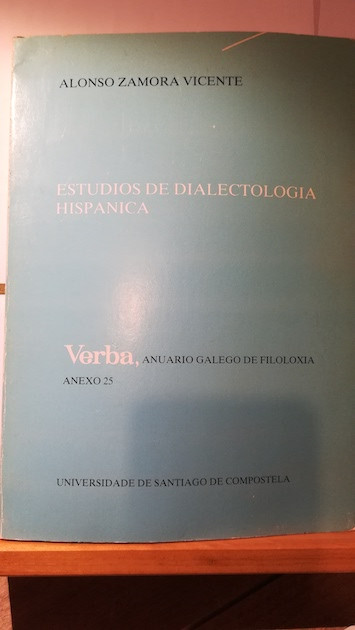 ALONSO ZAMORA VICENTE
ESTUDIOS DE DIALECTOLOGIA
HISPANICA
Verba, ANUARIO GALEGO DE FILOLOXIA
ANEXO 25
UNIVERSIDADE DE SANTIAGO DE COMPOSTELA